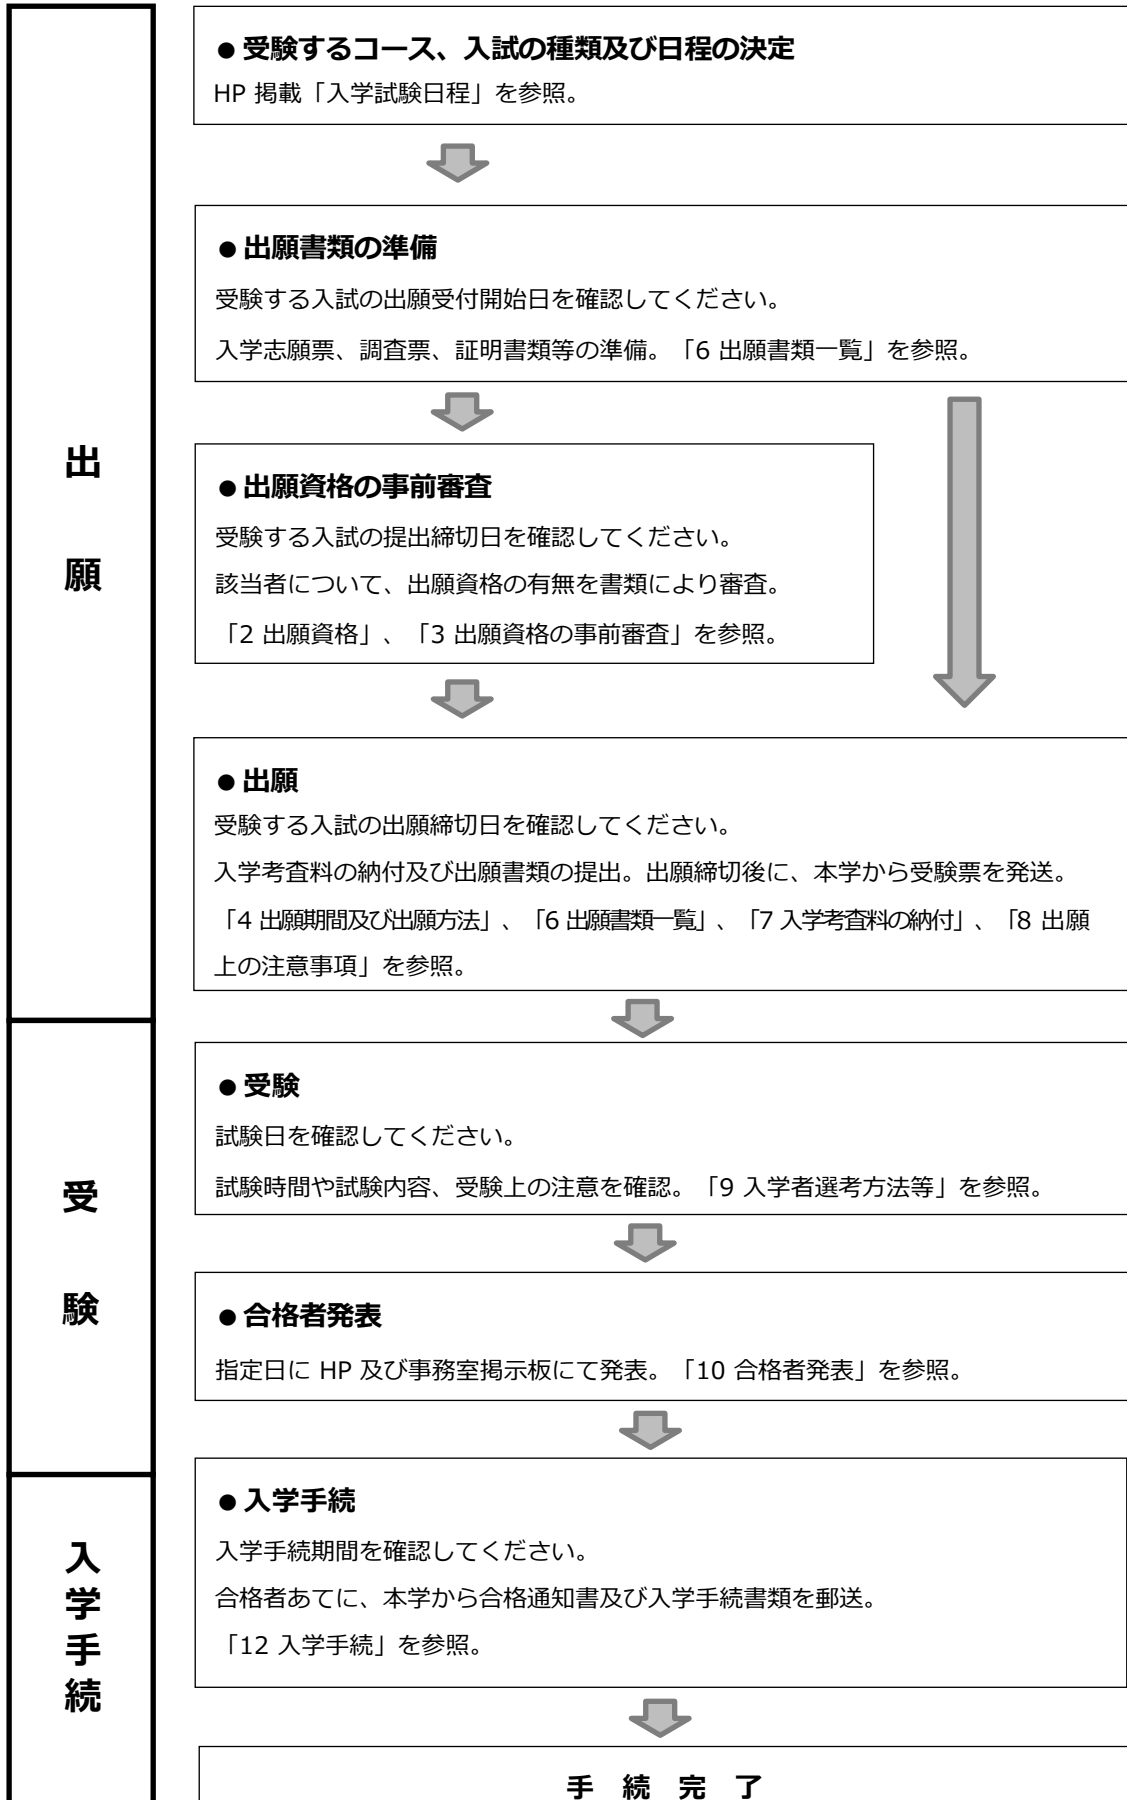 出願
● 受験するコース、入試の種類及び日程の決定
HP 掲載「入学試験日程」を参照。
● 出願書類の準備
受験する入試の出願受付開始日を確認してください。
入学志願票、調査票、証明書類等の準備。「6 出願書類一覧」を参照。
● 出願資格の事前審査
受験する入試の提出締切日を確認してください。
該当者について、出願資格の有無を書類により審査。
「2 出願資格」、「3 出願資格の事前審査」を参照。
● 出願
受験する入試の出願締切日を確認してください。
入学考査料の納付及び出願書類の提出。出願締切後に、本学から受験票を発送。
「4 出願期間及び出願方法」、「6 出願書類一覧」、「7 入学考査料の納付」、「8 出願
上の注意事項」を参照。
受験
● 受験
試験日を確認してください。
試験時間や試験内容、受験上の注意を確認。「9 入学者選考方法等」を参照。
● 合格者発表
指定日に HP 及び事務室掲示板にて発表。「10 合格者発表」を参照。
入学手続
● 入学手続
入学手続期間を確認してください。
合格者あてに、本学から合格通知書及び入学手続書類を郵送。
「12 入学手続」を参照。
手 続 完 了